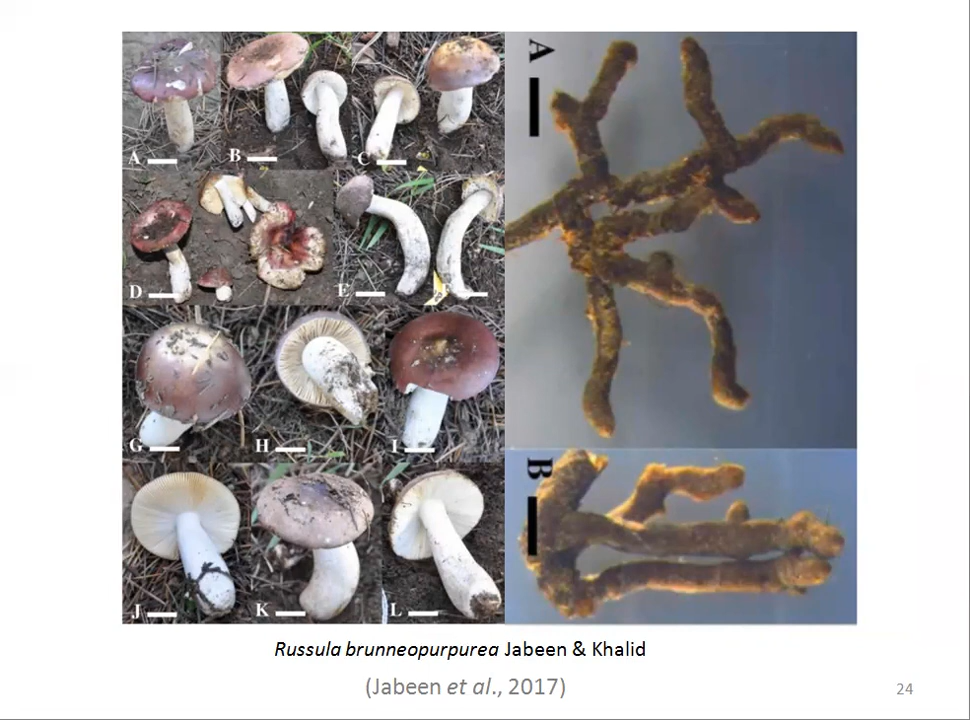 A
B
C
D
E
F
G
H
I
J
K
L
A
B
Russula brunneopurpurea Jabeen & Khalid
(Jabeen et al., 2017)
24